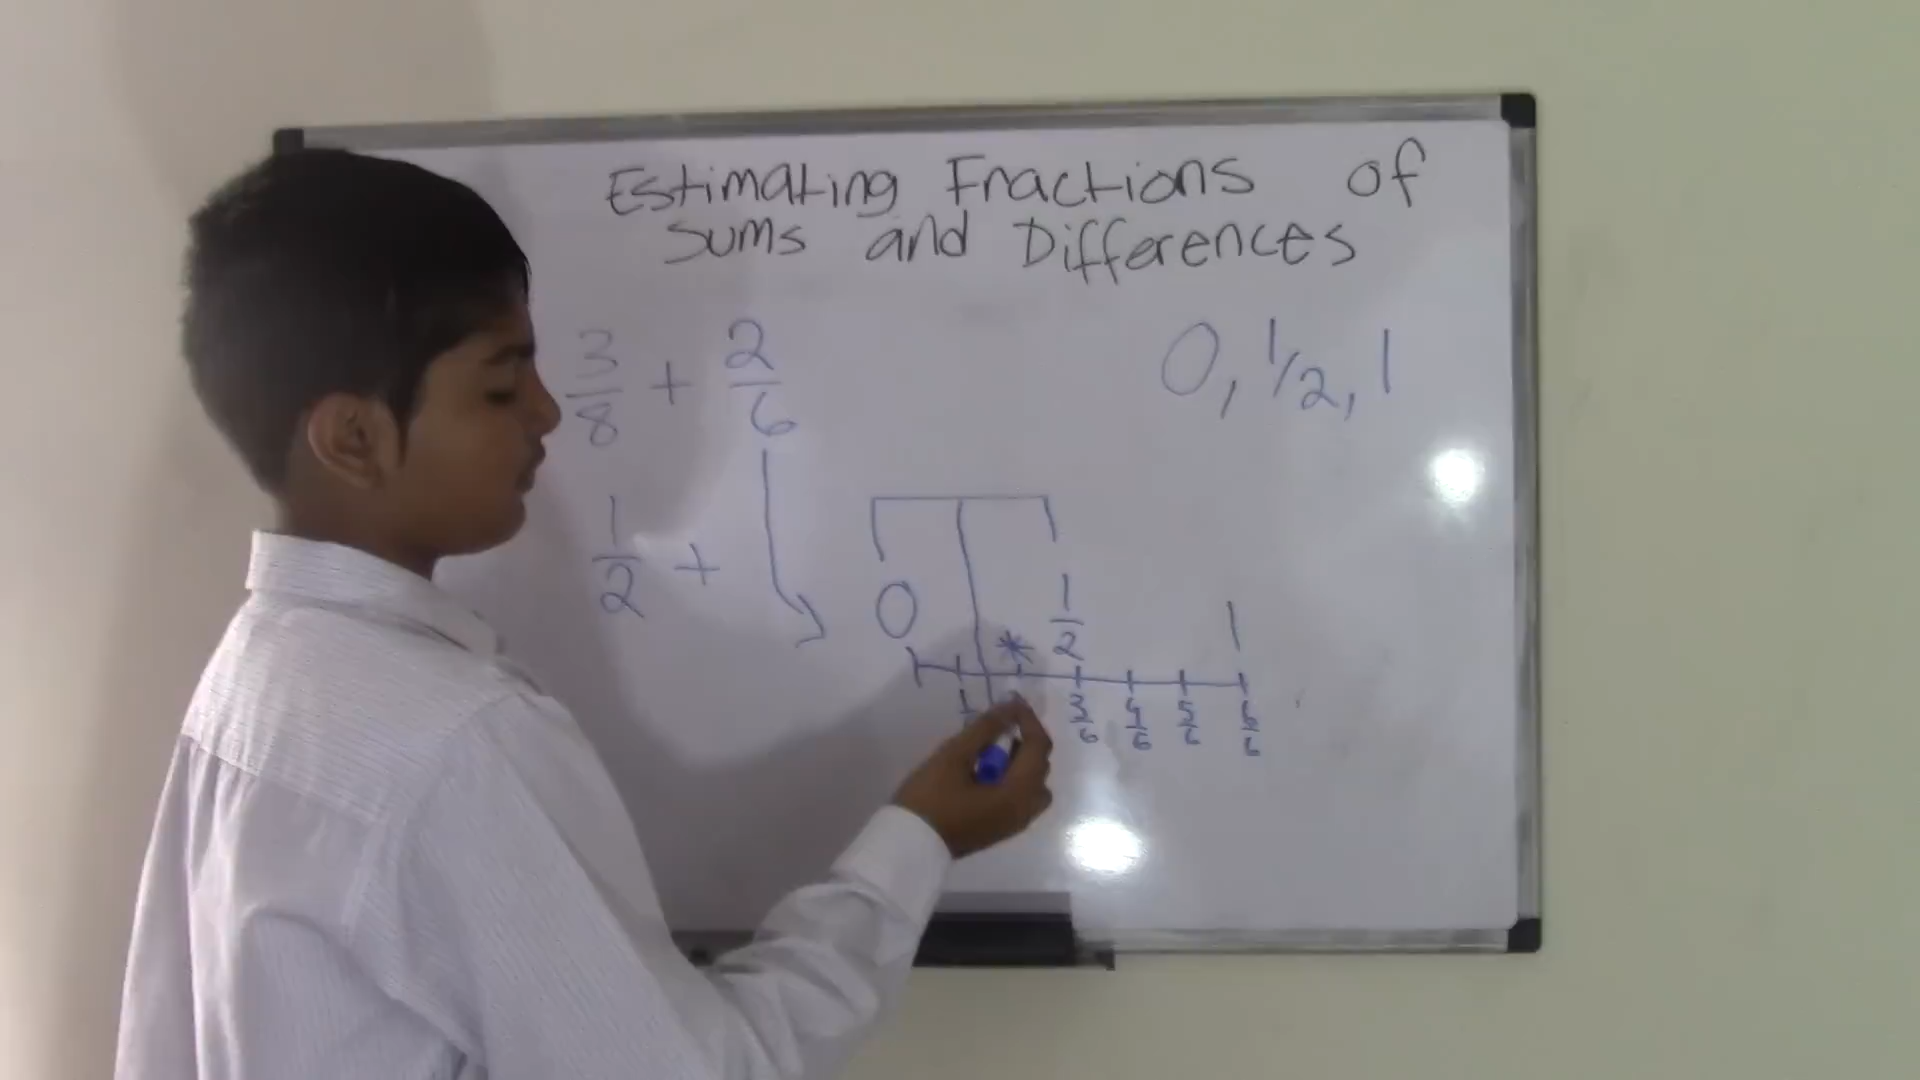 Estimating Fractions of
Sums and Differences
3/8 + 2/6
0, 1/2, 1
1/2 +
0 1/2 1
1 3/6 4/6 5/6 6/6